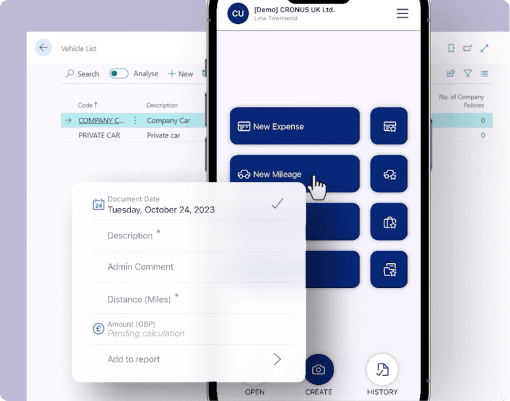 CU
[Demo] CRONUS UK Ltd.
Lina Townsend
Vehicle List
Search
Analyse
+ New
Code ↑
Description
No. of Company
Policies
→ COMPANY C...
Company Car
0
PRIVATE CAR
Private car
0
New Expense
New Mileage
24
Document Date
Tuesday, October 24, 2023
Description *
Admin Comment
Distance (Miles) *
£
Amount (GBP)
Pending calculation
Add to report
OPEN
CREATE
HISTORY